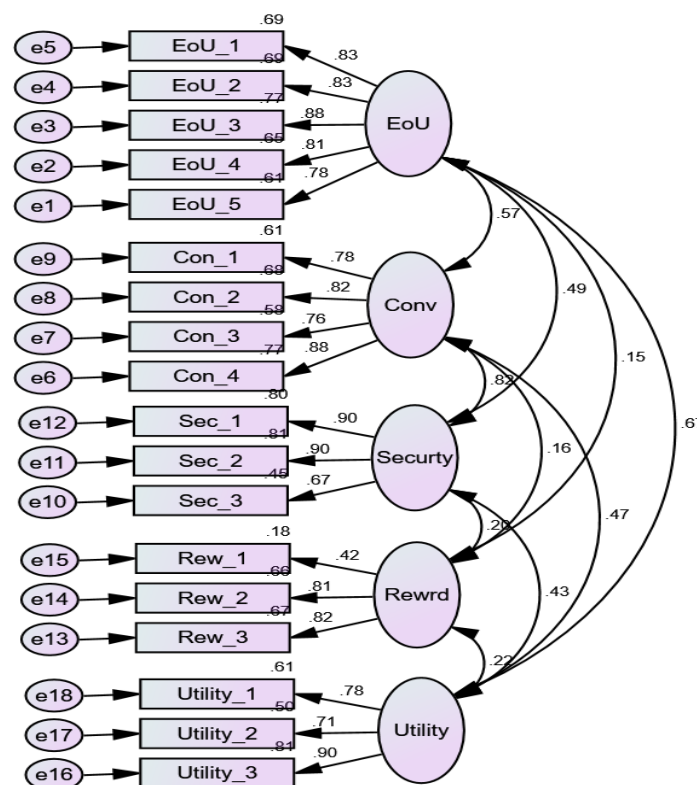 .69
e5 EoU_1 .83
.69
e4 EoU_2 .83
.77
e3 EoU_3 .88 EoU
.65
e2 EoU_4 .81
.61
e1 EoU_5 .78
.57
.61
e9 Con_1 .78
.68
e8 Con_2 .82 Conv .49
.58
e7 Con_3 .76
.77
e6 Con_4 .88
.15
.80 .82
e12 Sec_1 .90
.81
e11 Sec_2 .90 Securty .16
.45
e10 Sec_3 .67
.47
.18 .20
e15 Rew_1 .42
.66
e14 Rew_2 .81 Rewrd .43
.67
e13 Rew_3 .82
.61 .22
e18 Utility_1 .78
.50
e17 Utility_2 .71 Utility
.81
e16 Utility_3 .90